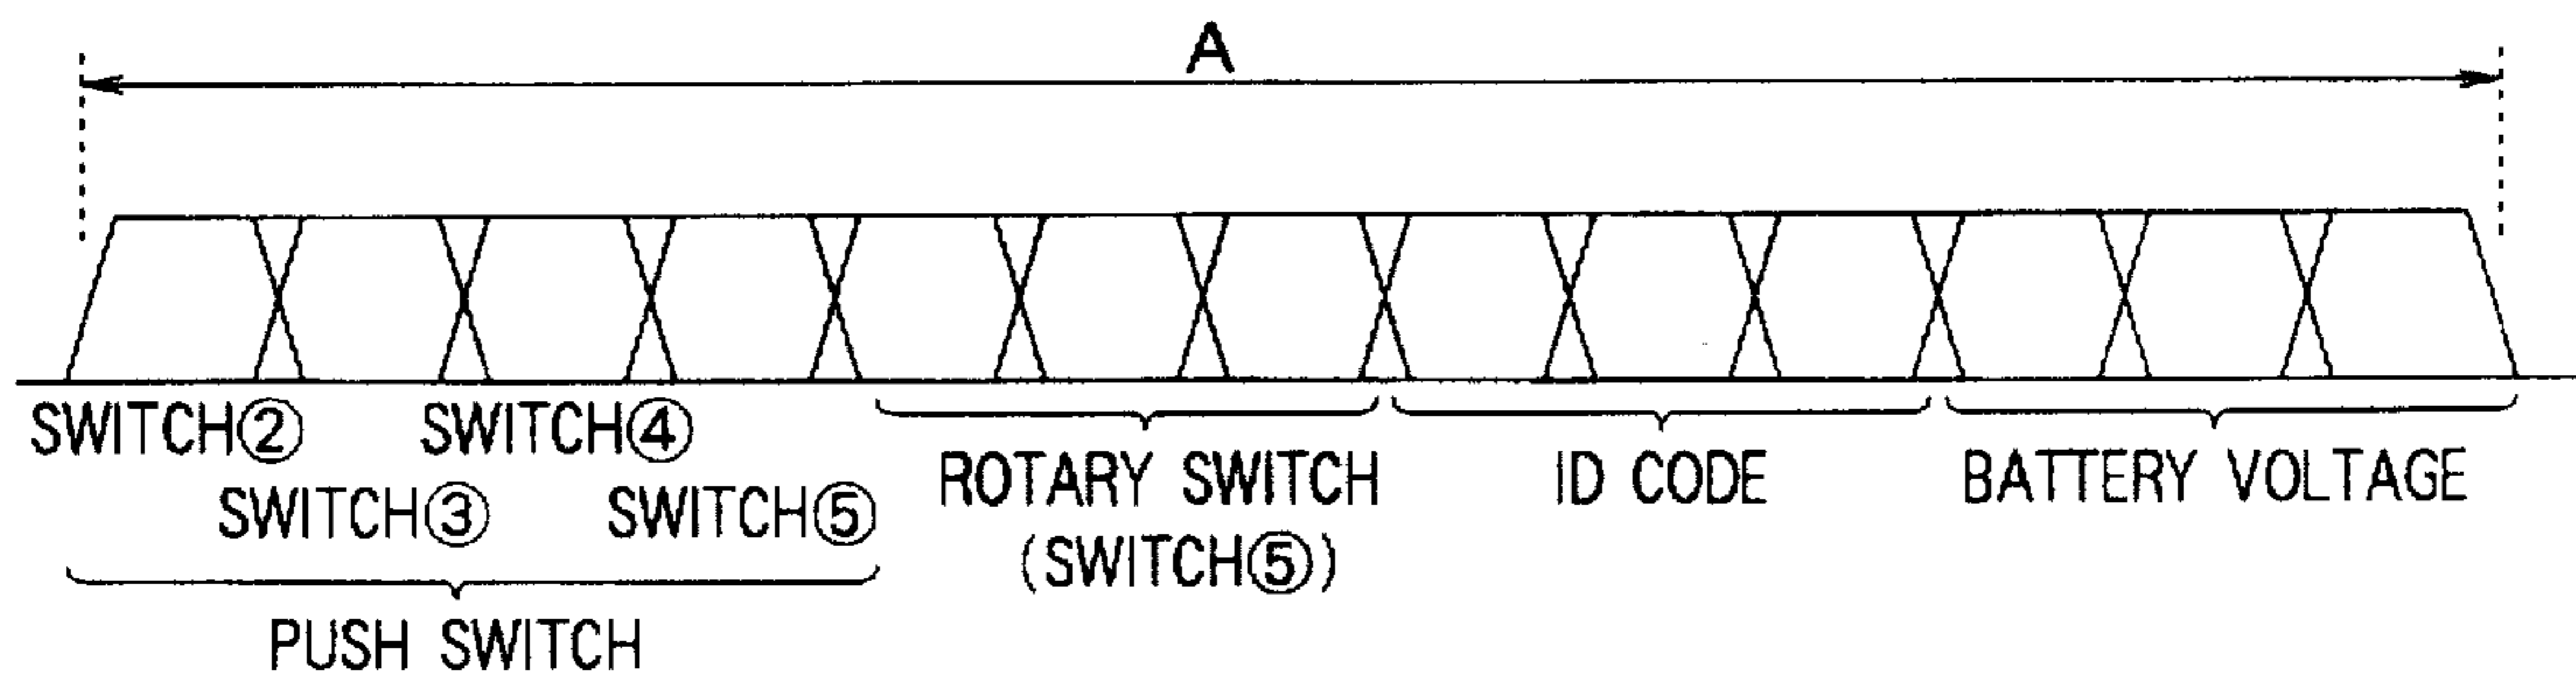 A
SWITCH②
SWITCH④
SWITCH③
SWITCH⑤
PUSH SWITCH
ROTARY SWITCH
(SWITCH⑤)
ID CODE
BATTERY VOLTAGE